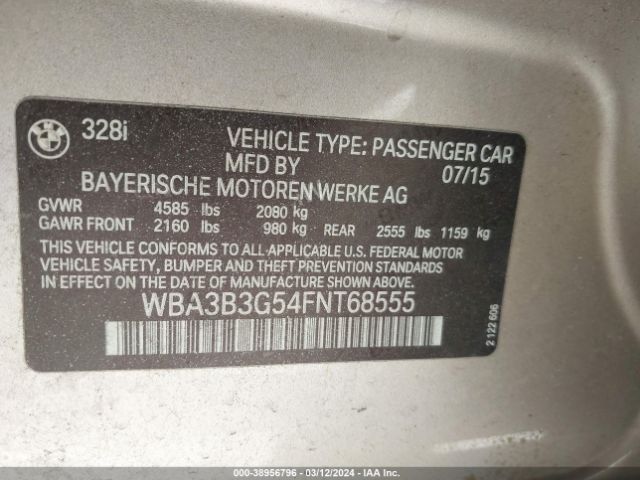 BMW
328i VEHICLE TYPE: PASSENGER CAR
MFD BY 07/15
BAYERISCHE MOTOREN WERKE AG
GVWR 4585 lbs 2080 kg
GAWR FRONT 2160 lbs 980 kg REAR 2555 lbs 1159 kg
THIS VEHICLE CONFORMS TO ALL APPLICABLE U.S. FEDERAL MOTOR
VEHICLE SAFETY, BUMPER AND THEFT PREVENTION STANDARDS
IN EFFECT ON THE DATE OF MANUFACTURE SHOWN ABOVE.
WBA3B3G54FNT68555
2 122 606
000-38956796 - 03/12/2024 - IAA Inc.